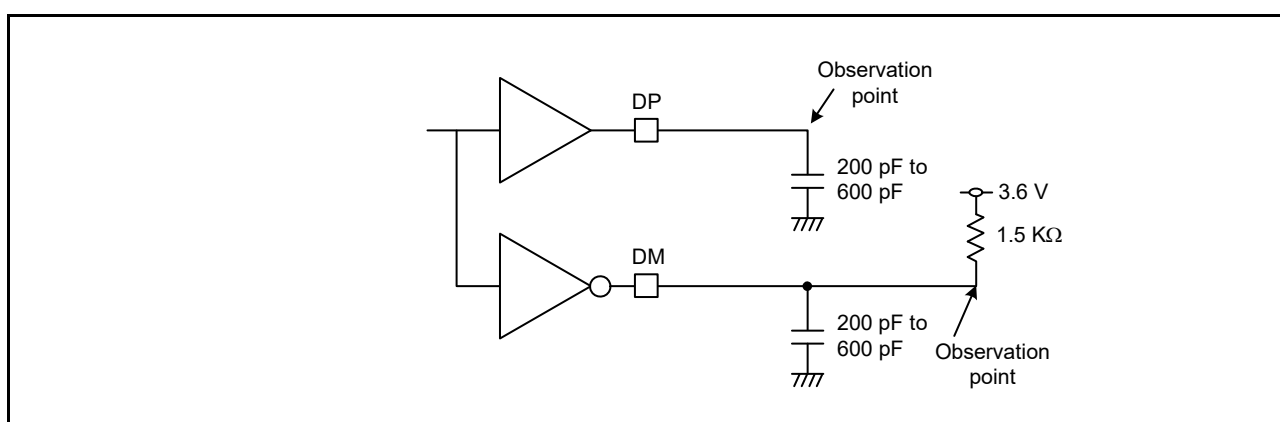 Observation
point
DP
200 pF to
600 pF
3.6 V
1.5 KΩ
DM
200 pF to
600 pF
Observation
point